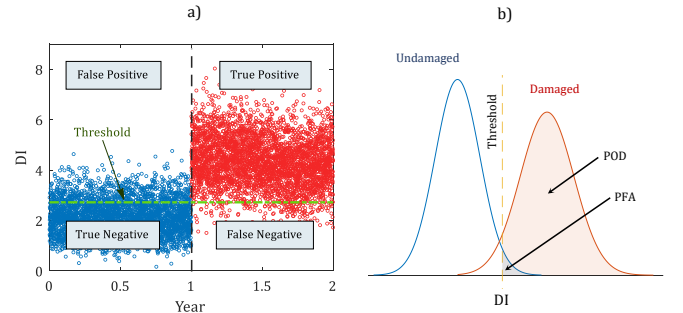 a)
False Positive
True Positive
Threshold
True Negative
False Negative
DI
8
6
4
2
0
0
0.5
1
1.5
2
Year
b)
Undamaged
Threshold
Damaged
POD
PFA
DI